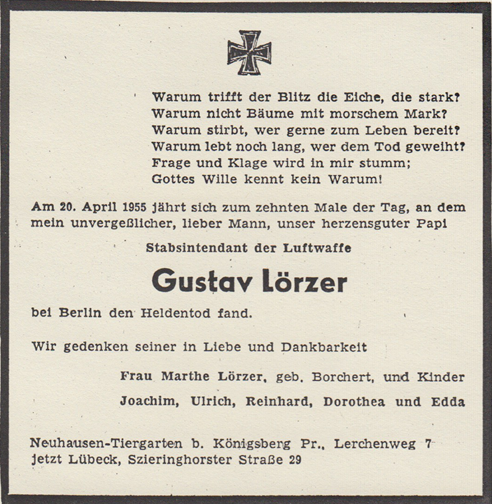 Warum trifft der Blitz die Eiche, die stark?
Warum nicht Bäume mit morschem Mark?
Warum stirbt, wer gerne zum Leben bereit?
Warum lebt noch lang, wer dem Tod geweiht?
Frage und Klage wird in mir stumm;
Gottes Wille kennt kein Warum!
Am 20. April 1955 jährt sich zum zehnten Male der Tag, an dem
mein unvergeßlicher, lieber Mann, unser herzensguter Papi
Stabsintendant der Luftwaffe
Gustav Lörzer
bei Berlin den Heldentod fand.
Wir gedenken seiner in Liebe und Dankbarkeit
Frau Marthe Lörzer, geb. Borchert, und Kinder
Joachim, Ulrich, Reinhard, Dorothea und Edda
Neuhausen-Tiergarten b. Königsberg Pr., Lerchenweg 7
jetzt Lübeck, Szieringhorster Straße 29